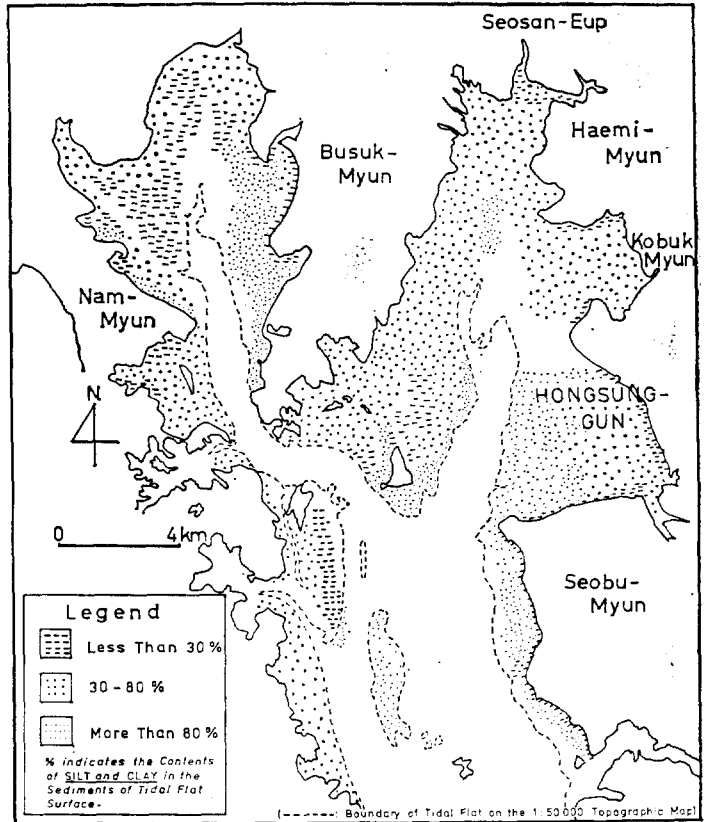 Seosan-Eup
Busuk-
Myun
Haemi-
Myun
Kobuk
Myun
Nam-
Myun
N
HONGSUNG-
GUN
0 4km
Seobu-
Myun
Legend
Less Than 30%
30-80%
More Than 80%
% indicates the Contents
of SILT and CLAY in the
Sediments of Tidal Flat
Surface-
(-----: Boundary of Tidal Flat on the 1:50 000 Topographic Map)